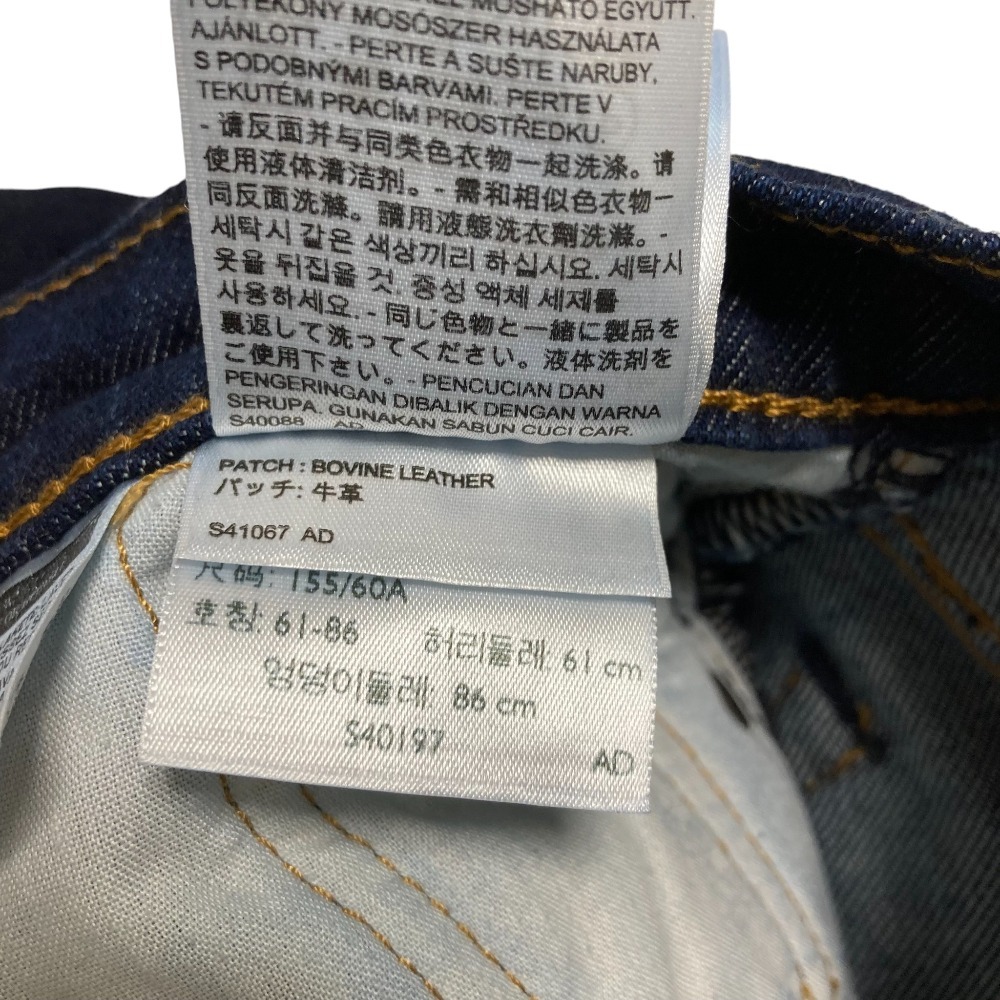 FOLYÉKONY MOSÓSZER HASZNÁLATA
AJÁNLOTT. - PERTE A SUŠTE NARUBY,
S PODOBNÝMI BARVAMI. PERTE V
TEKUTÉM PRACÍM PROSTŘEDKU.
- 请反面并与同类色衣物一起洗涤。请
使用液体清洁剂。- 需和相似色衣物一
同反面洗滌。請用液態洗衣劑洗滌。-
세탁시 같은 색상끼리 하십시요. 세탁시
옷을 뒤집을 것. 중성 액체 세제를
사용하세요. - 同じ色物と一緒に製品を
裏返して洗ってください。液体洗剤を
ご使用下さい。- PENCUCIAN DAN
PENGERINGAN DIBALIK DENGAN WARNA
SERUPA. GUNAKAN SABUN CUCI CAIR.
S40088 AD
PATCH : BOVINE LEATHER
パッチ: 牛革
S41067 AD
尺码: 155/60A
호칭: 61-86 허리둘레: 61 cm
엉덩이둘레: 86 cm
S40197 AD